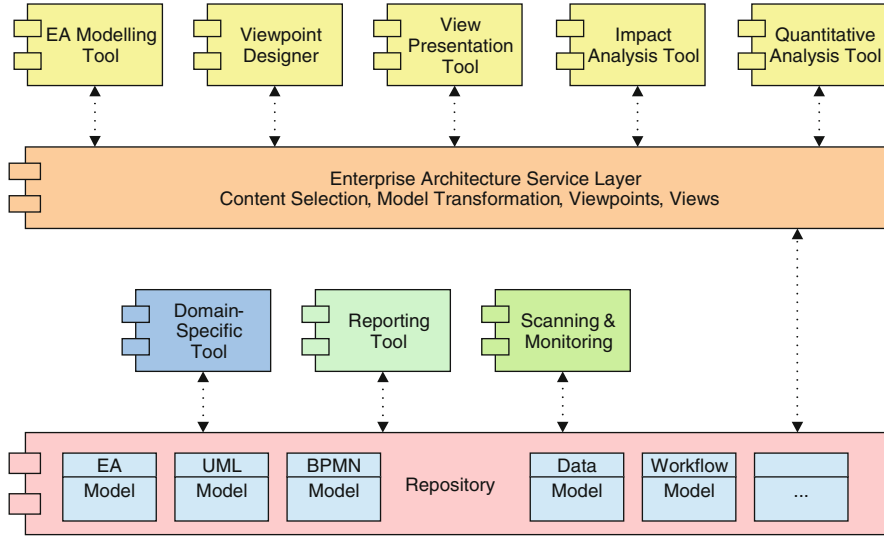 EA Modelling
Tool
Viewpoint
Designer
View
Presentation
Tool
Impact
Analysis Tool
Quantitative
Analysis Tool
Enterprise Architecture Service Layer
Content Selection, Model Transformation, Viewpoints, Views
Domain-
Specific
Tool
Reporting
Tool
Scanning &
Monitoring
EA
Model
UML
Model
BPMN
Model
Repository
Data
Model
Workflow
Model
...